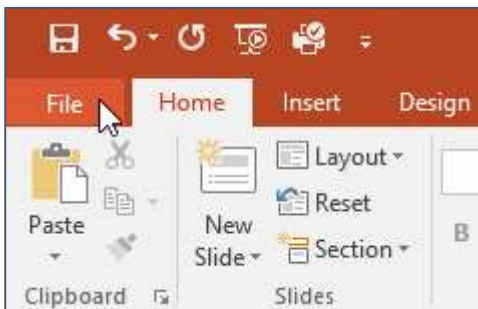 File Home Insert Design
Layout
Reset
Paste New
Slide Section
B
Clipboard Slides